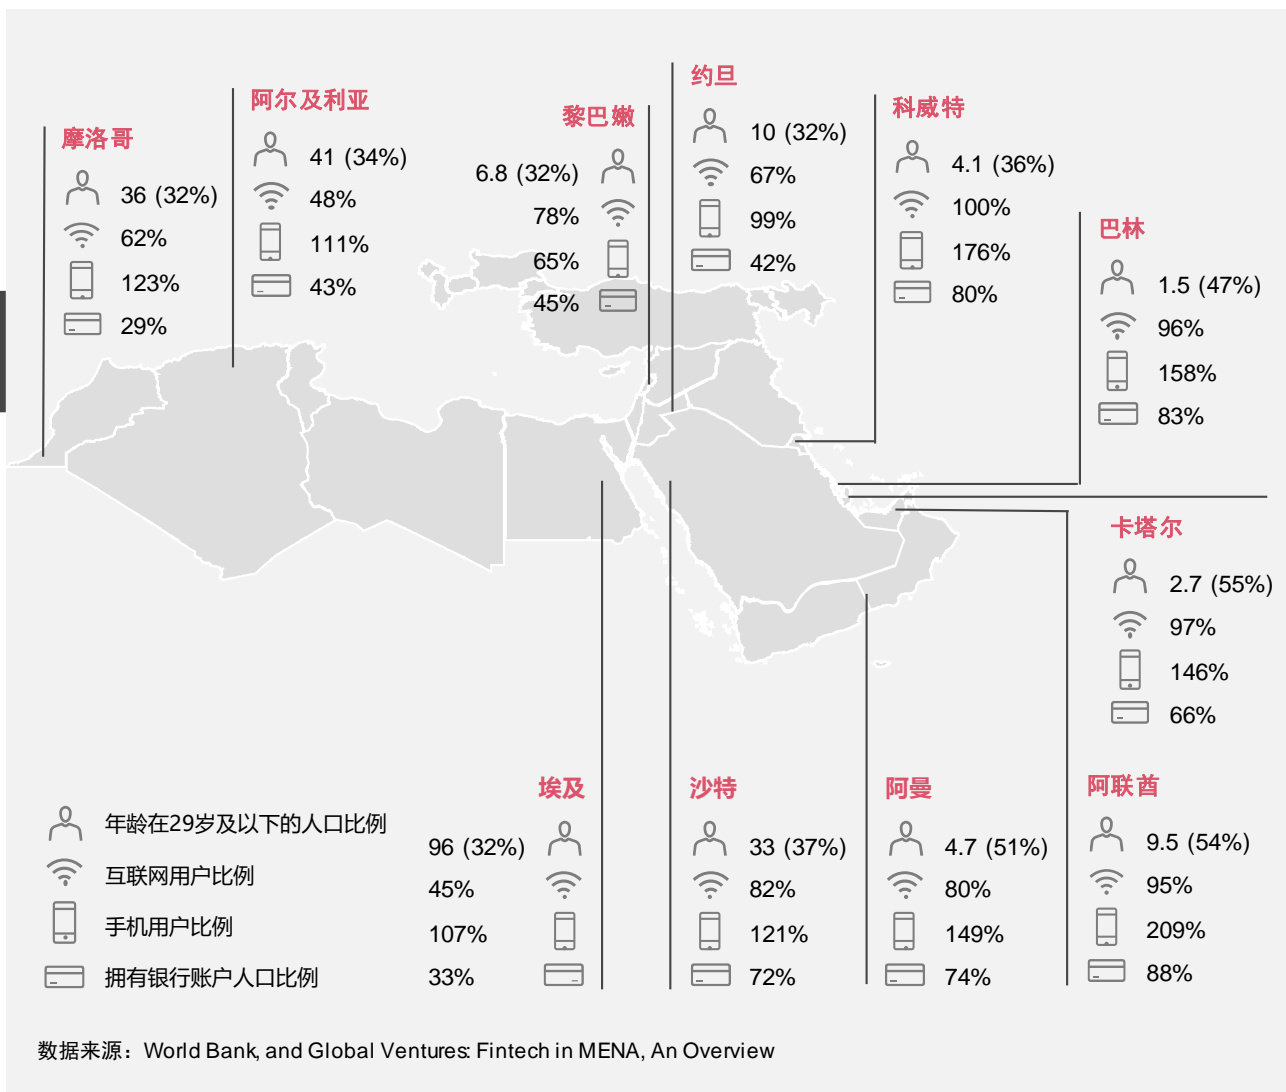 摩洛哥
36 (32%)
62%
123%
29%
阿尔及利亚
41 (34%)
48%
111%
43%
黎巴嫩
6.8 (32%)
78%
65%
45%
约旦
10 (32%)
67%
99%
42%
科威特
4.1 (36%)
100%
176%
80%
巴林
1.5 (47%)
96%
158%
83%
卡塔尔
2.7 (55%)
97%
146%
66%
年龄在29岁及以下的人口比例
互联网用户比例
手机用户比例
拥有银行账户人口比例
埃及
96 (32%)
45%
107%
33%
沙特
33 (37%)
82%
121%
72%
阿曼
4.7 (51%)
80%
149%
74%
阿联酋
9.5 (54%)
95%
209%
88%
数据来源：World Bank, and Global Ventures: Fintech in MENA, An Overview